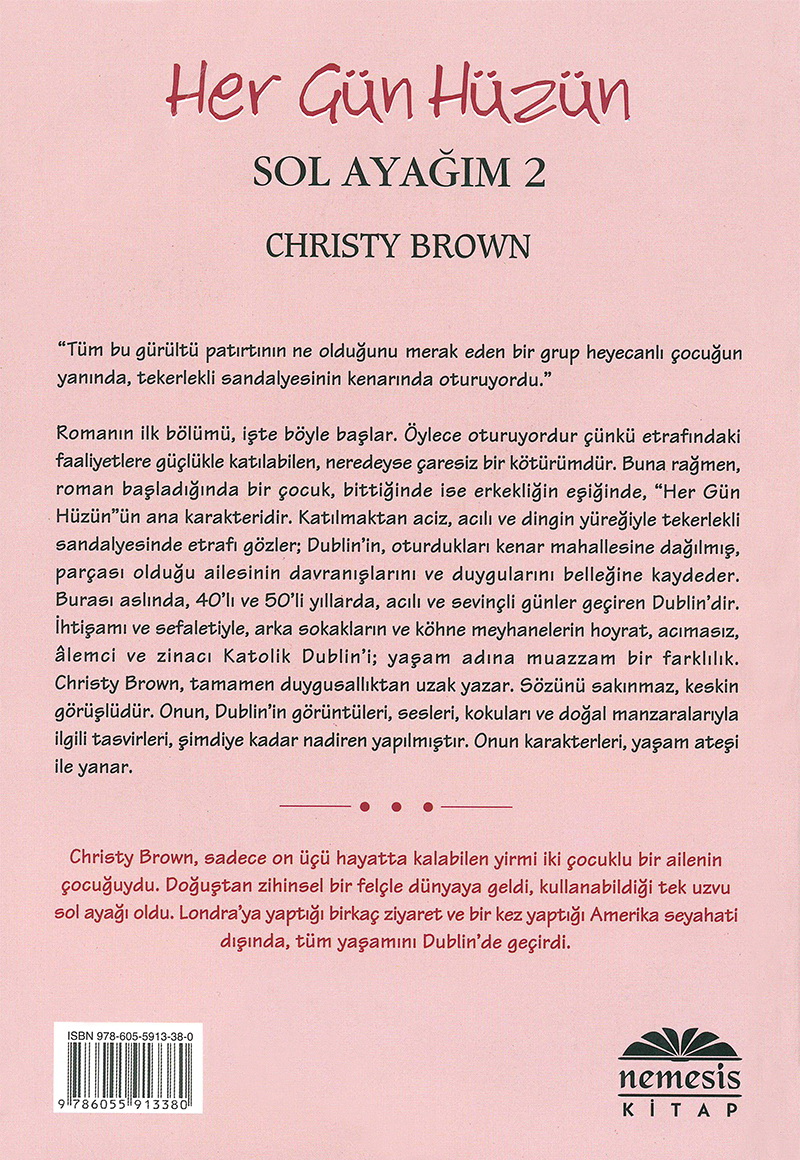 Her Gün Hüzün
SOL AYAĞIM 2
CHRISTY BROWN
“Tüm bu gürültü patırtının ne olduğunu merak eden bir grup heyecanlı çocuğun
yanında, tekerlekli sandalyesinin kenarında oturuyordu.”
Romanın ilk bölümü, işte böyle başlar. Öylece oturuyordur çünkü etrafındaki
faaliyetlere güçlükle katılabilen, neredeyse çaresiz bir kötürümdür. Buna rağmen,
roman başladığında bir çocuk, bittiğinde ise erkekliğin eşiğinde, “Her Gün
Hüzün”ün ana karakteridir. Katılmaktan aciz, acılı ve dingin yüreğiyle tekerlekli
sandalyesinde etrafı gözler; Dublin’in, oturdukları kenar mahallesine dağılmış,
parçası olduğu ailesinin davranışlarını ve duygularını belleğine kaydeder.
Burası aslında, 40’lı ve 50’li yıllarda, acılı ve sevinçli günler geçiren Dublin’dir.
İhtişamı ve sefaletiyle, arka sokakların ve köhne meyhanelerin hoyrat, acımasız,
âlemci ve zinacı Katolik Dublin’i; yaşam adına muazzam bir farklılık.
Christy Brown, tamamen duygusallıktan uzak yazar. Sözünü sakınmaz, keskin
görüşlüdür. Onun, Dublin’in görüntüleri, sesleri, kokuları ve doğal manzaralarıyla
ilgili tasvirleri, şimdiye kadar nadiren yapılmıştır. Onun karakterleri, yaşam ateşi
ile yanar.
Christy Brown, sadece on üçü hayatta kalabilen yirmi iki çocuklu bir ailenin
çocuğuydu. Doğuştan zihinsel bir felçle dünyaya geldi, kullanabildiği tek uzvu
sol ayağı oldu. Londra’ya yaptığı birkaç ziyaret ve bir kez yaptığı Amerika seyahati
dışında, tüm yaşamını Dublin’de geçirdi.
ISBN 978-605-5913-38-0
9 786055 913380
nemesis
KİTAP